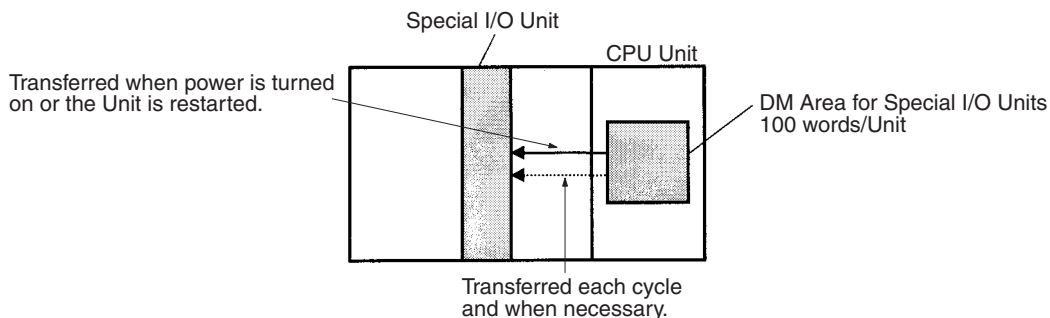 Special I/O Unit
CPU Unit
Transferred when power is turned
on or the Unit is restarted.
DM Area for Special I/O Units
100 words/Unit
Transferred each cycle
and when necessary.